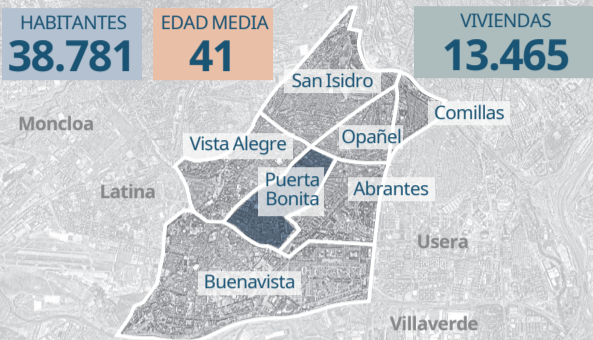 HABITANTES
38.781
EDAD MEDIA
41
VIVIENDAS
13.465
San Isidro
Comillas
Moncloa
Opañel
Vista Alegre
Puerta
Bonita
Abrantes
Latina
Usera
Buenavista
Villaverde